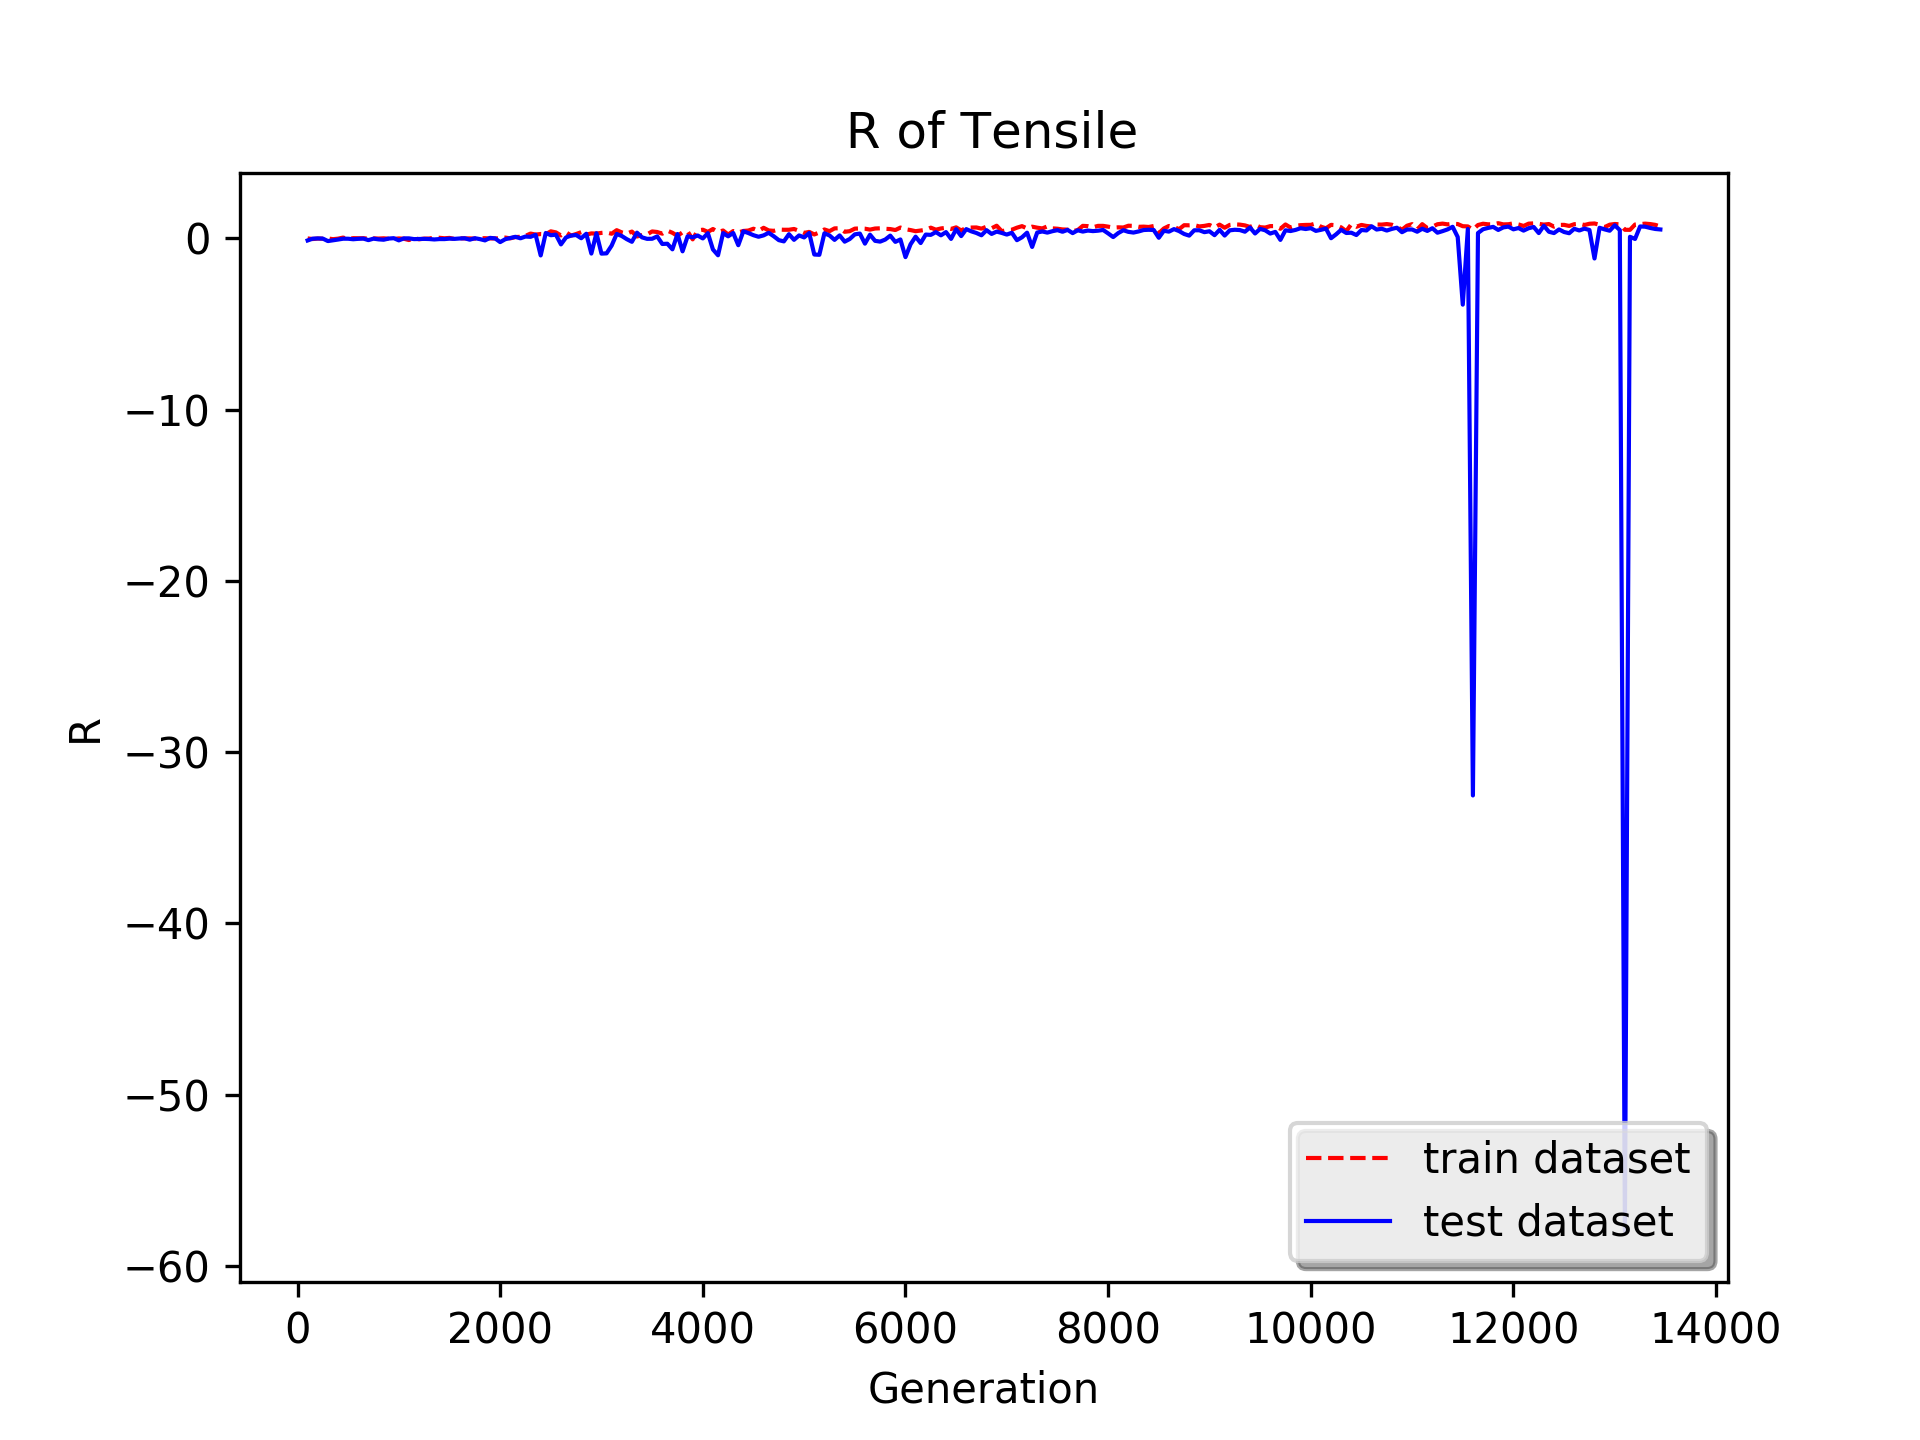 R of Tensile
0
−10
−20
−30
−40
−50
−60
R
train dataset
test dataset
0 2000 4000 6000 8000 10000 12000 14000
Generation